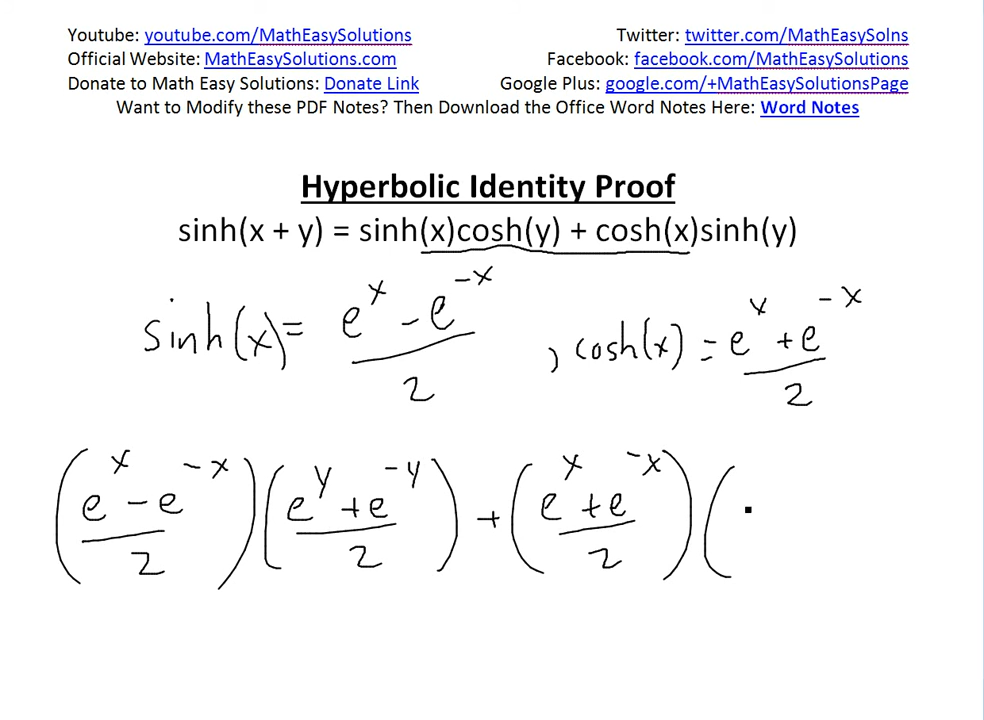 Youtube: youtube.com/MathEasySolutions Twitter: twitter.com/MathEasySolns
Official Website: MathEasySolutions.com Facebook: facebook.com/MathEasySolutions
Donate to Math Easy Solutions: Donate Link Google Plus: google.com/+MathEasySolutionsPage
Want to Modify these PDF Notes? Then Download the Office Word Notes Here: Word Notes
Hyperbolic Identity Proof
sinh(x + y) = sinh(x)cosh(y) + cosh(x)sinh(y)
sinh(x) = (e^x - e^-x)/2 , cosh(x) = (e^x + e^-x)/2
((e^x - e^-x)/2) ((e^y + e^-y)/2) + ((e^x + e^-x)/2) (